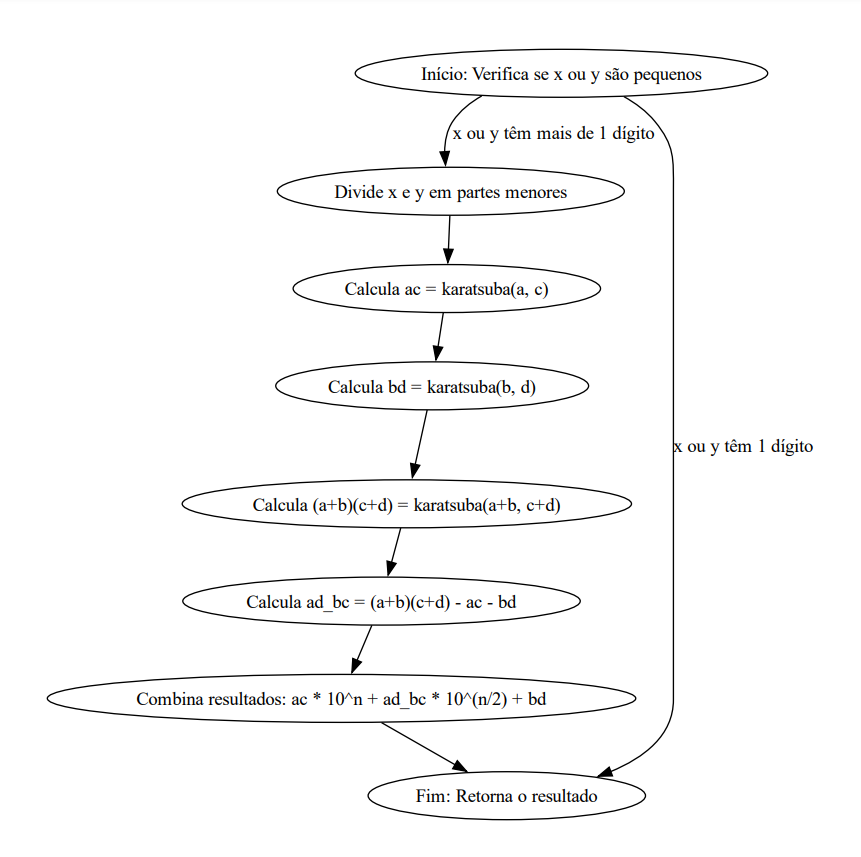 Início: Verifica se x ou y são pequenos
x ou y têm mais de 1 dígito
Divide x e y em partes menores
Calcula ac = karatsuba(a, c)
Calcula bd = karatsuba(b, d)
x ou y têm 1 dígito
Calcula (a+b)(c+d) = karatsuba(a+b, c+d)
Calcula ad_bc = (a+b)(c+d) - ac - bd
Combina resultados: ac * 10^n + ad_bc * 10^(n/2) + bd
Fim: Retorna o resultado